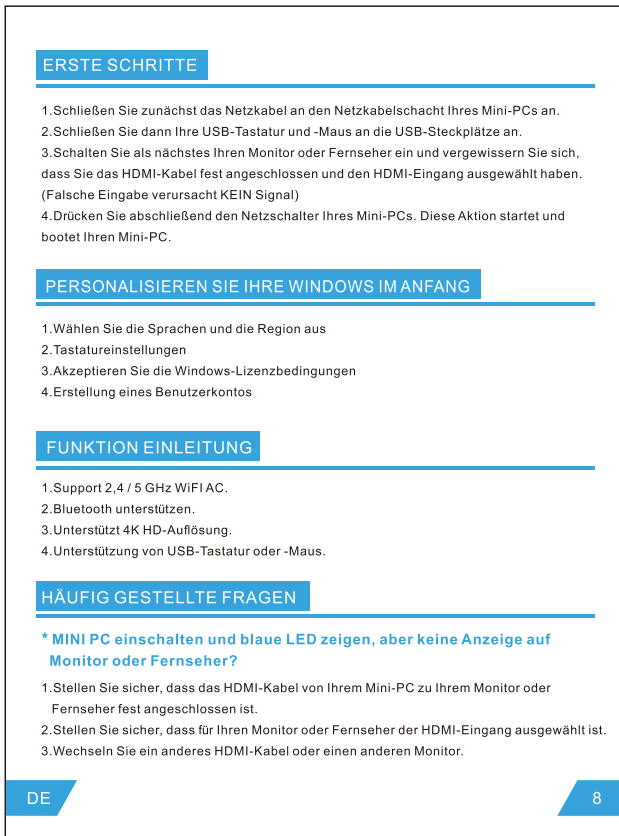 ERSTE SCHRITTE
1.Schließen Sie zunächst das Netzkabel an den Netzkabelschacht Ihres Mini-PCs an.
2.Schließen Sie dann Ihre USB-Tastatur und -Maus an die USB-Steckplätze an.
3.Schalten Sie als nächstes Ihren Monitor oder Fernseher ein und vergewissern Sie sich,
dass Sie das HDMI-Kabel fest angeschlossen und den HDMI-Eingang ausgewählt haben.
(Falsche Eingabe verursacht KEIN Signal)
4.Drücken Sie abschließend den Netzschalter Ihres Mini-PCs. Diese Aktion startet und
bootet Ihren Mini-PC.
PERSONALISIEREN SIE IHRE WINDOWS IM ANFANG
1.Wählen Sie die Sprachen und die Region aus
2.Tastatureinstellungen
3.Akzeptieren Sie die Windows-Lizenzbedingungen
4.Erstellung eines Benutzerkontos
FUNKTION EINLEITUNG
1.Support 2,4 / 5 GHz WiFI AC.
2.Bluetooth unterstützen.
3.Unterstützt 4K HD-Auflösung.
4.Unterstützung von USB-Tastatur oder -Maus.
HÄUFIG GESTELLTE FRAGEN
* MINI PC einschalten und blaue LED zeigen, aber keine Anzeige auf
Monitor oder Fernseher?
1.Stellen Sie sicher, dass das HDMI-Kabel von Ihrem Mini-PC zu Ihrem Monitor oder
Fernseher fest angeschlossen ist.
2.Stellen Sie sicher, dass für Ihren Monitor oder Fernseher der HDMI-Eingang ausgewählt ist.
3.Wechseln Sie ein anderes HDMI-Kabel oder einen anderen Monitor.
DE
8